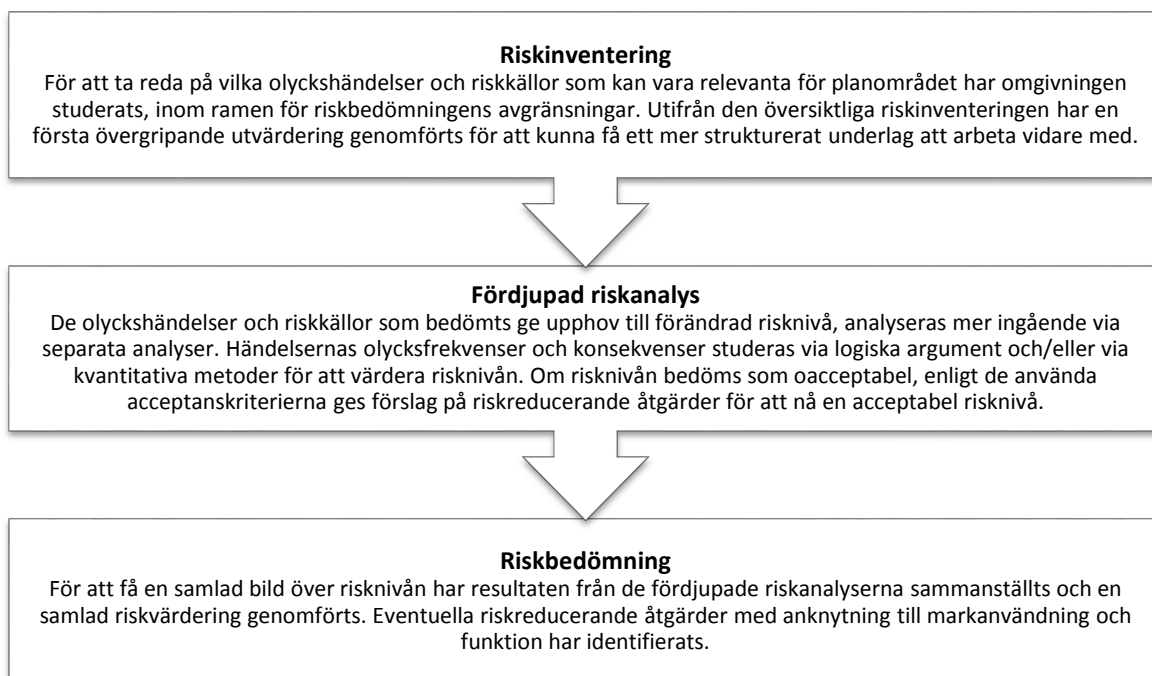 Riskinventering
För att ta reda på vilka olyckshändelser och riskkällor som kan vara relevanta för planområdet har omgivningen
studerats, inom ramen för riskbedömningens avgränsningar. Utifrån den översiktliga riskinventeringen har en
första övergripande utvärdering genomförts för att kunna få ett mer strukturerat underlag att arbeta vidare med.
Fördjupad riskanalys
De olyckshändelser och riskkällor som bedömts ge upphov till förändrad risknivå, analyseras mer ingående via
separata analyser. Händelsernas olycksfrekvenser och konsekvenser studeras via logiska argument och/eller via
kvantitativa metoder för att värdera risknivån. Om risknivån bedöms som oacceptabel, enligt de använda
acceptanskriterierna ges förslag på riskreducerande åtgärder för att nå en acceptabel risknivå.
Riskbedömning
För att få en samlad bild över risknivån har resultaten från de fördjupade riskanalyserna sammanställts och en
samlad riskvärdering genomförts. Eventuella riskreducerande åtgärder med anknytning till markanvändning och
funktion har identifierats.